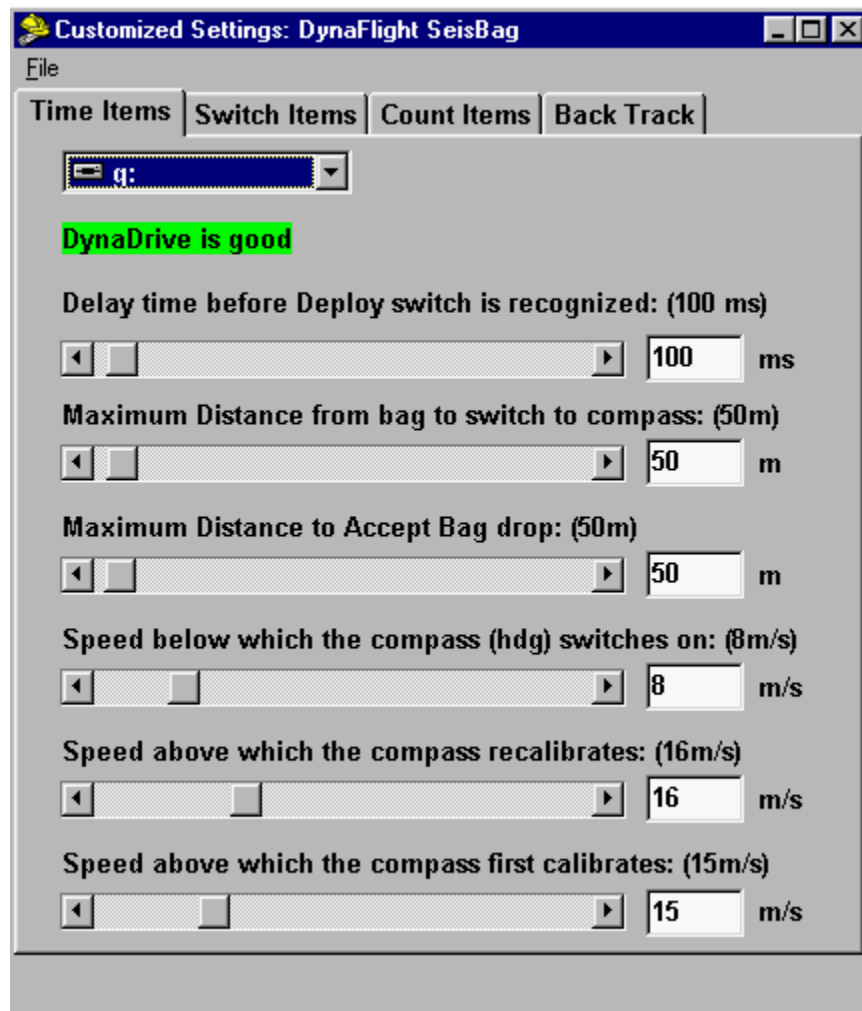 Customized Settings: DynaFlight SeisBag
File
Time Items Switch Items Count Items Back Track
g:
DynaDrive is good
Delay time before Deploy switch is recognized: (100 ms)
100 ms
Maximum Distance from bag to switch to compass: (50m)
50 m
Maximum Distance to Accept Bag drop: (50m)
50 m
Speed below which the compass (hdg) switches on: (8m/s)
8 m/s
Speed above which the compass recalibrates: (16m/s)
16 m/s
Speed above which the compass first calibrates: (15m/s)
15 m/s